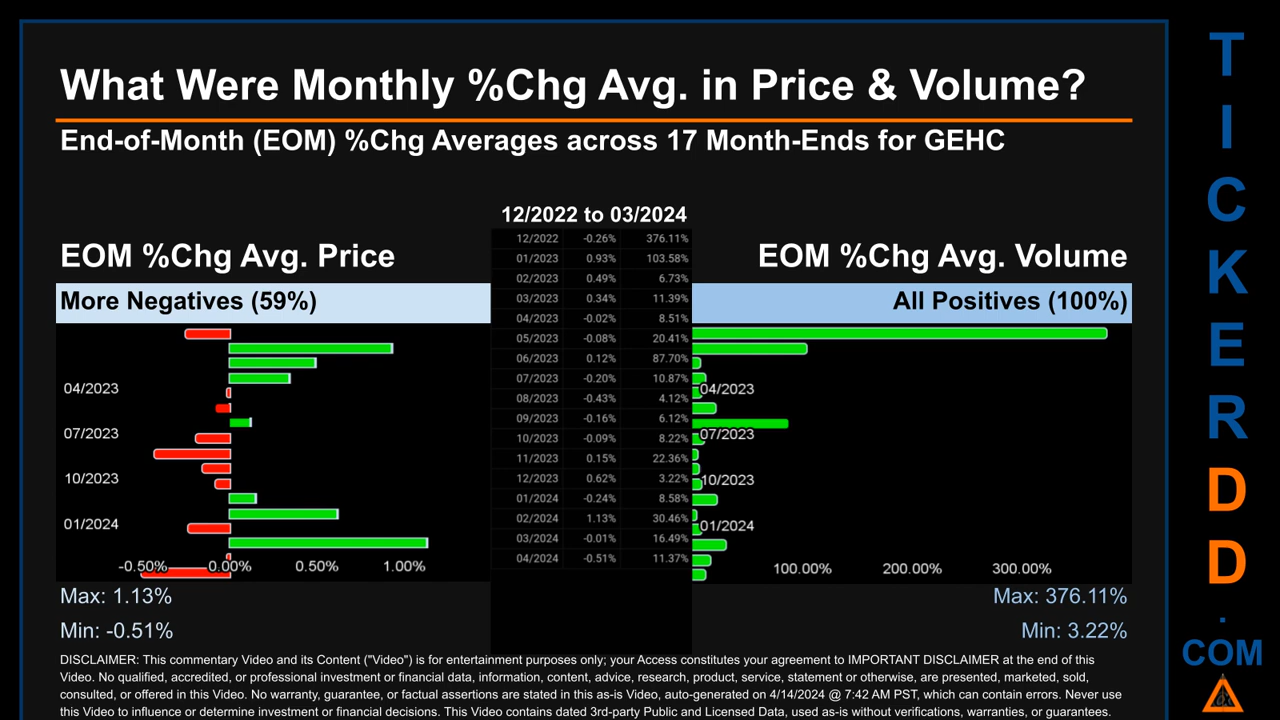 What Were Monthly %Chg Avg. in Price & Volume?
End-of-Month (EOM) %Chg Averages across 17 Month-Ends for GEHC
12/2022 to 03/2024
EOM %Chg Avg. Price
EOM %Chg Avg. Volume
More Negatives (59%)
All Positives (100%)
12/2022 -0.26% 376.11%
01/2023 0.93% 103.58%
02/2023 0.49% 6.73%
03/2023 0.34% 11.39%
04/2023 -0.02% 8.51%
05/2023 -0.08% 20.41%
06/2023 0.12% 87.70%
07/2023 -0.20% 10.87%
08/2023 -0.43% 4.12%
09/2023 -0.16% 6.12%
10/2023 -0.09% 8.22%
11/2023 0.15% 22.36%
12/2023 0.62% 3.22%
01/2024 -0.24% 8.58%
02/2024 1.13% 30.46%
03/2024 -0.01% 16.49%
04/2024 -0.51% 11.37%
04/2023
07/2023
10/2023
01/2024
-0.50% 0.00% 0.50% 1.00%
04/2023
07/2023
10/2023
01/2024
100.00% 200.00% 300.00%
Max: 1.13%
Min: -0.51%
Max: 376.11%
Min: 3.22%
DISCLAIMER: This commentary Video and its Content ("Video") is for entertainment purposes only; your Access constitutes your agreement to IMPORTANT DISCLAIMER at the end of this
Video. No qualified, accredited, or professional investment or financial data, information, content, advice, research, product, service, statement or otherwise, are presented, marketed, sold,
consulted, or offered in this Video. No warranty, guarantee, or factual assertions are stated in this as-is Video, auto-generated on 4/14/2024 @ 7:42 AM PST, which can contain errors. Never use
this Video to influence or determine investment or financial decisions. This Video contains dated 3rd-party Public and Licensed Data, used as-is without verifications, warranties, or guarantees.
T
I
C
K
E
R
D
D
.
COM